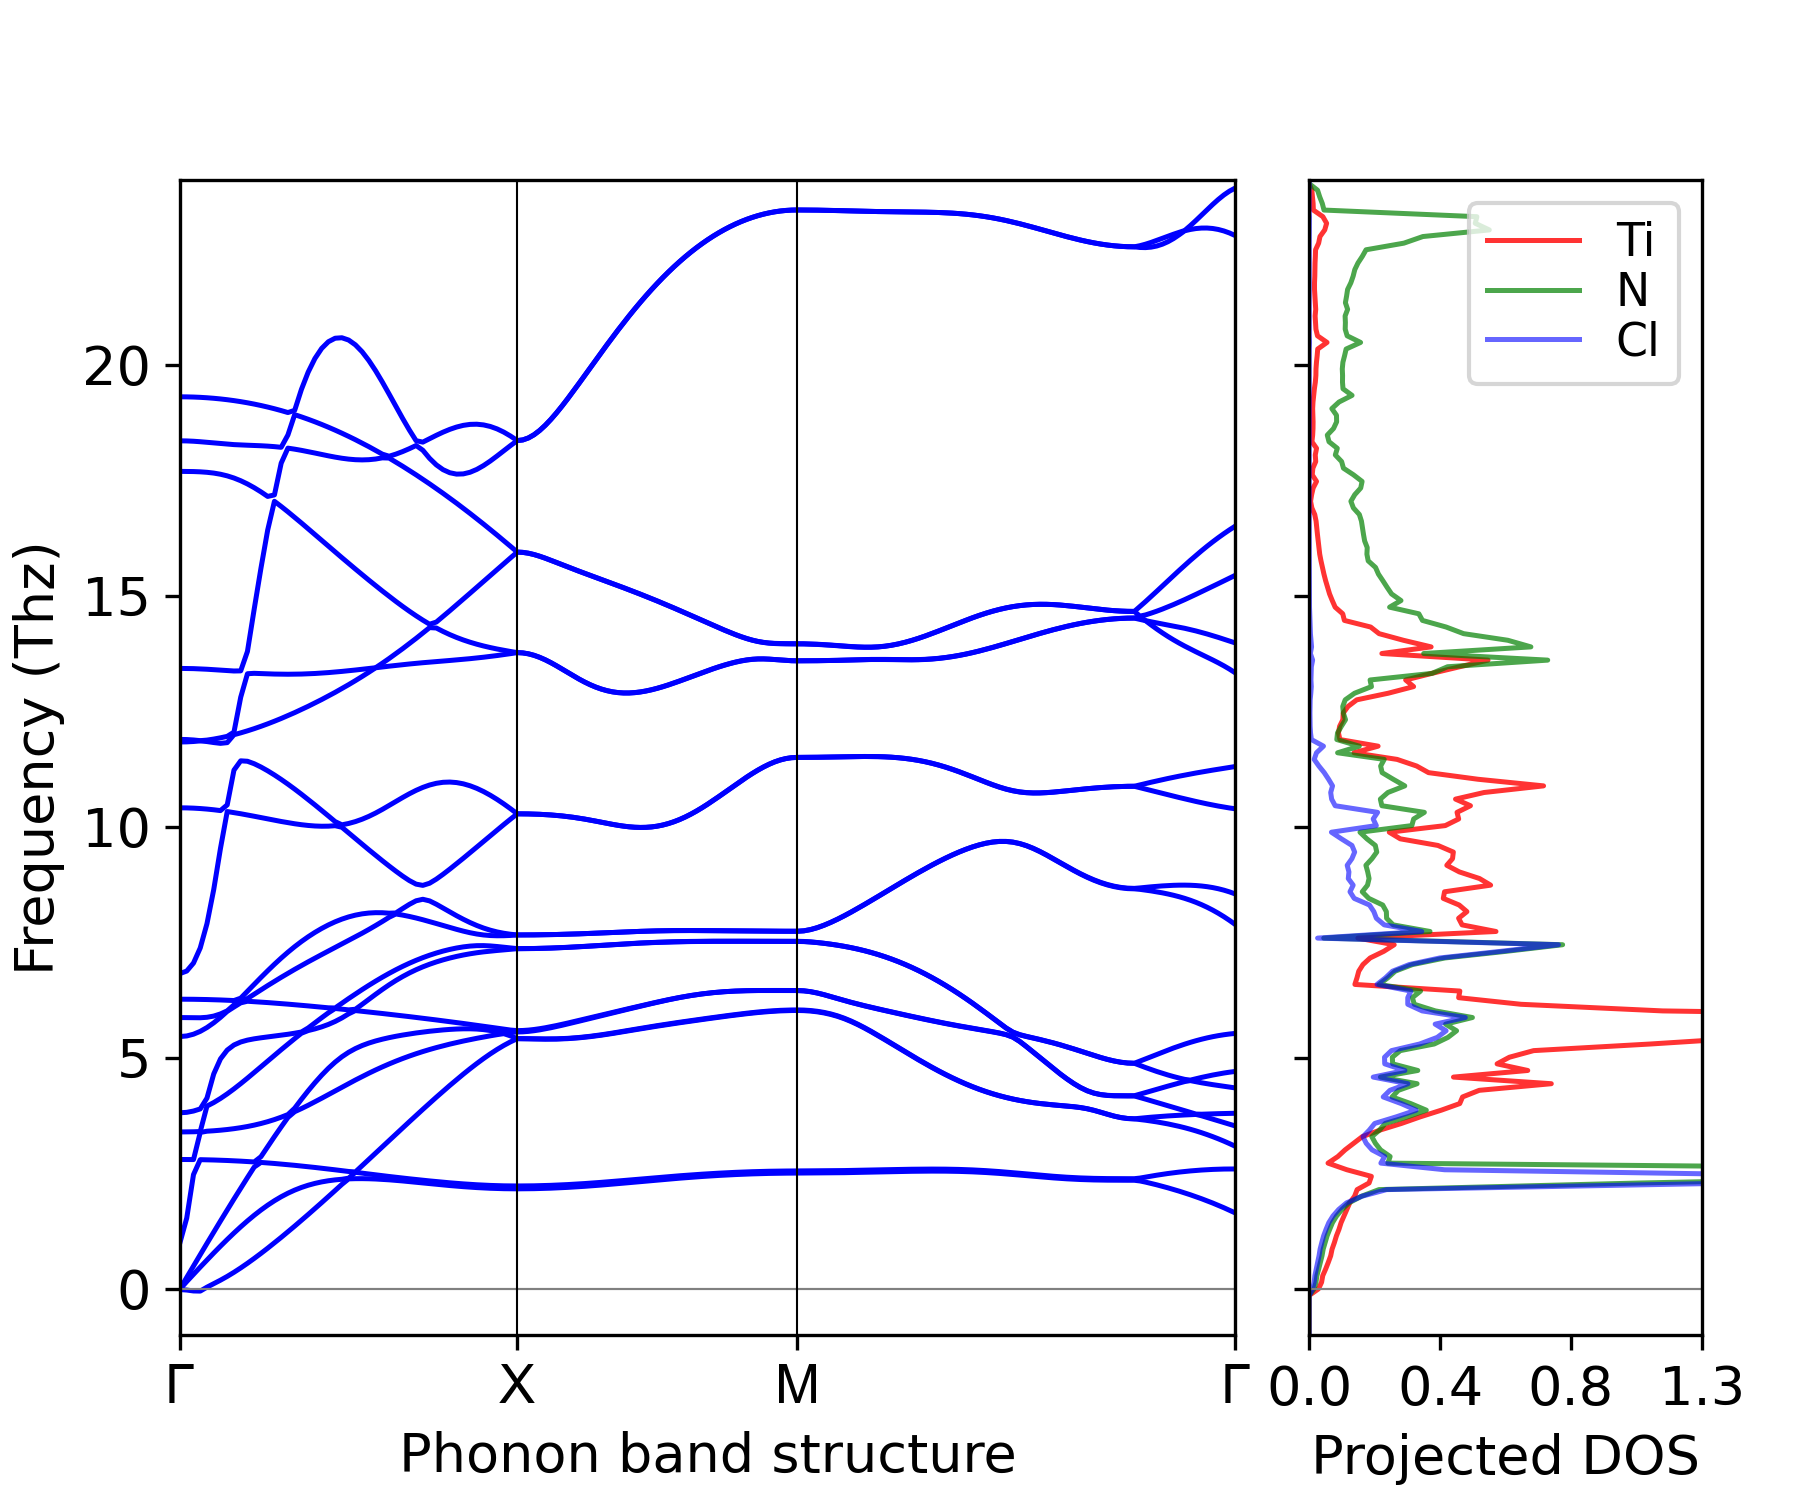 Frequency (Thz)
20
15
10
5
0
Γ X M Γ
Phonon band structure
Ti
N
Cl
0.0 0.4 0.8 1.3
Projected DOS